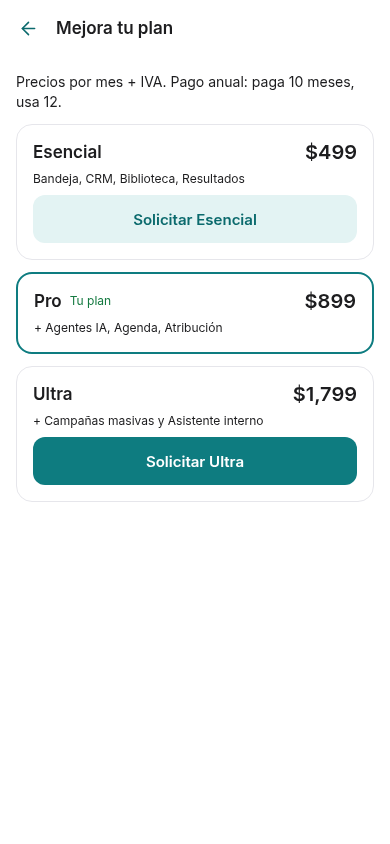 Mejora tu plan
Precios por mes + IVA. Pago anual: paga 10 meses,
usa 12.
Esencial $499
Bandeja, CRM, Biblioteca, Resultados
Solicitar Esencial
Pro Tu plan $899
+ Agentes IA, Agenda, Atribución
Ultra $1,799
+ Campañas masivas y Asistente interno
Solicitar Ultra